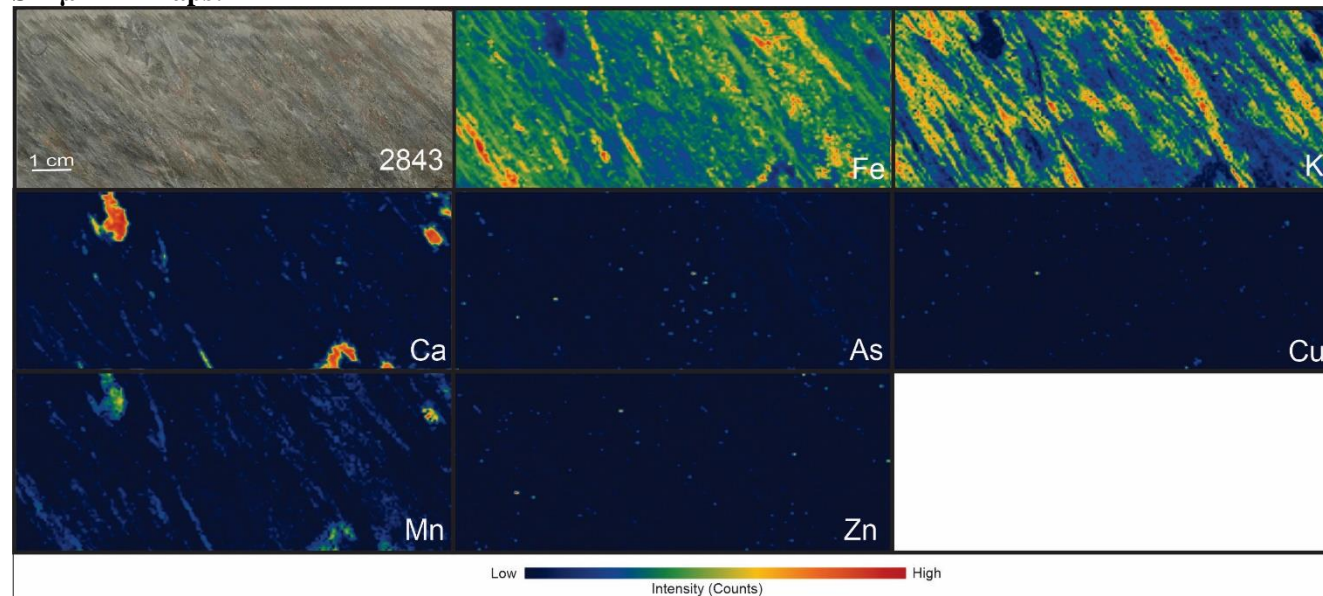 1 cm
2843
Fe
K
Ca
As
Cu
Mn
Zn
Low
High
Intensity (Counts)